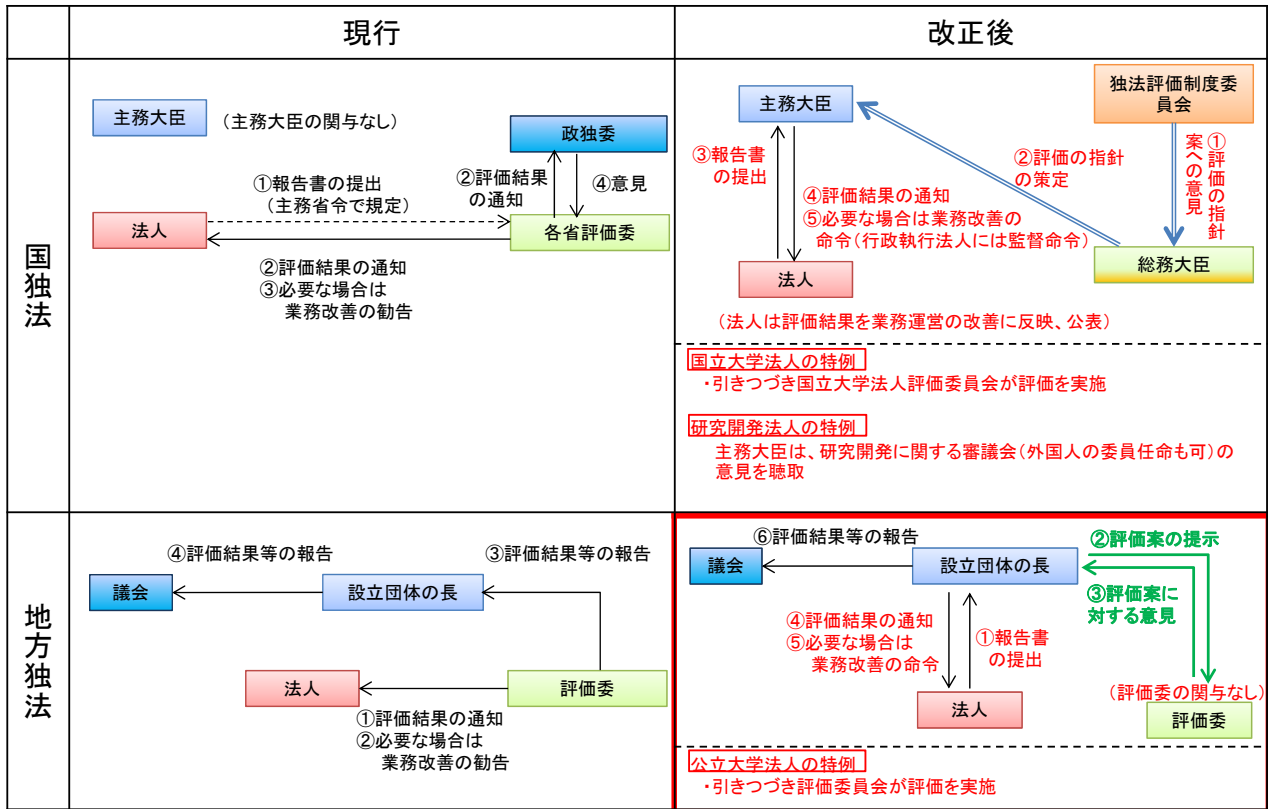 現行
改正後
国独法
主務大臣
(主務大臣の関与なし)
政独委
①報告書の提出
(主務省令で規定)
②評価結果
の通知
④意見
法人
各省評価委
②評価結果の通知
③必要な場合は
業務改善の勧告
主務大臣
独法評価制度委
員会
③報告書
の提出
②評価の指針
の策定
①評価の指針
案への意見
④評価結果の通知
⑤必要な場合は業務改善の
命令(行政執行法人には監督命令)
法人
総務大臣
(法人は評価結果を業務運営の改善に反映、公表)
国立大学法人の特例
・引きつづき国立大学法人評価委員会が評価を実施
研究開発法人の特例
主務大臣は、研究開発に関する審議会(外国人の委員任命も可)の
意見を聴取
地方独法
④評価結果等の報告
③評価結果等の報告
議会
設立団体の長
法人
評価委
①評価結果の通知
②必要な場合は
業務改善の勧告
⑥評価結果等の報告
②評価案の提示
議会
設立団体の長
③評価案に
対する意見
④評価結果の通知
⑤必要な場合は
業務改善の命令
①報告書
の提出
(評価委の関与なし)
法人
評価委
公立大学法人の特例
・引きつづき評価委員会が評価を実施